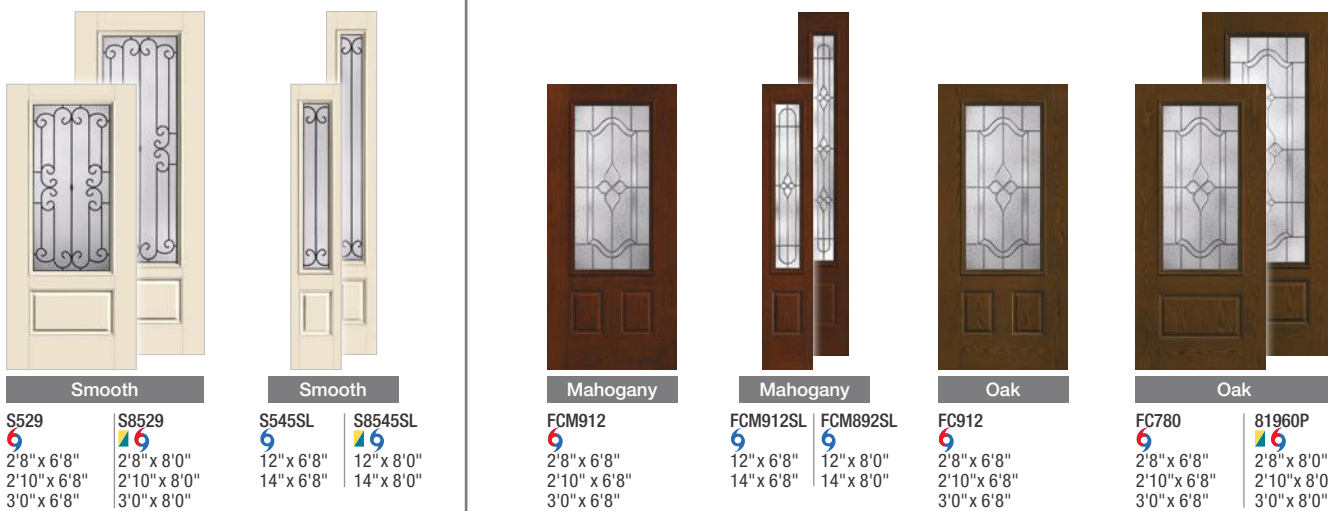 Smooth
S529
2'8"x 6'8"
2'10"x 6'8"
3'0"x 6'8"
S8529
2'8"x 8'0"
2'10"x 8'0"
3'0"x 8'0"
Smooth
S545SL
12"x 6'8"
14"x 6'8"
S8545SL
12"x 8'0"
14"x 8'0"
Mahogany
FCM912
2'8"x 6'8"
2'10" x 6'8"
3'0"x 6'8"
Mahogany
FCM912SL
12"x 6'8"
14"x 6'8"
FCM892SL
12"x 8'0"
14"x 8'0"
Oak
FC912
2'8"x 6'8"
2'10"x 6'8"
3'0"x 6'8"
Oak
FC780
2'8"x 6'8"
2'10"x 6'8"
3'0"x 6'8"
81960P
2'8"x 8'0"
2'10"x 8'0
3'0"x 8'0"